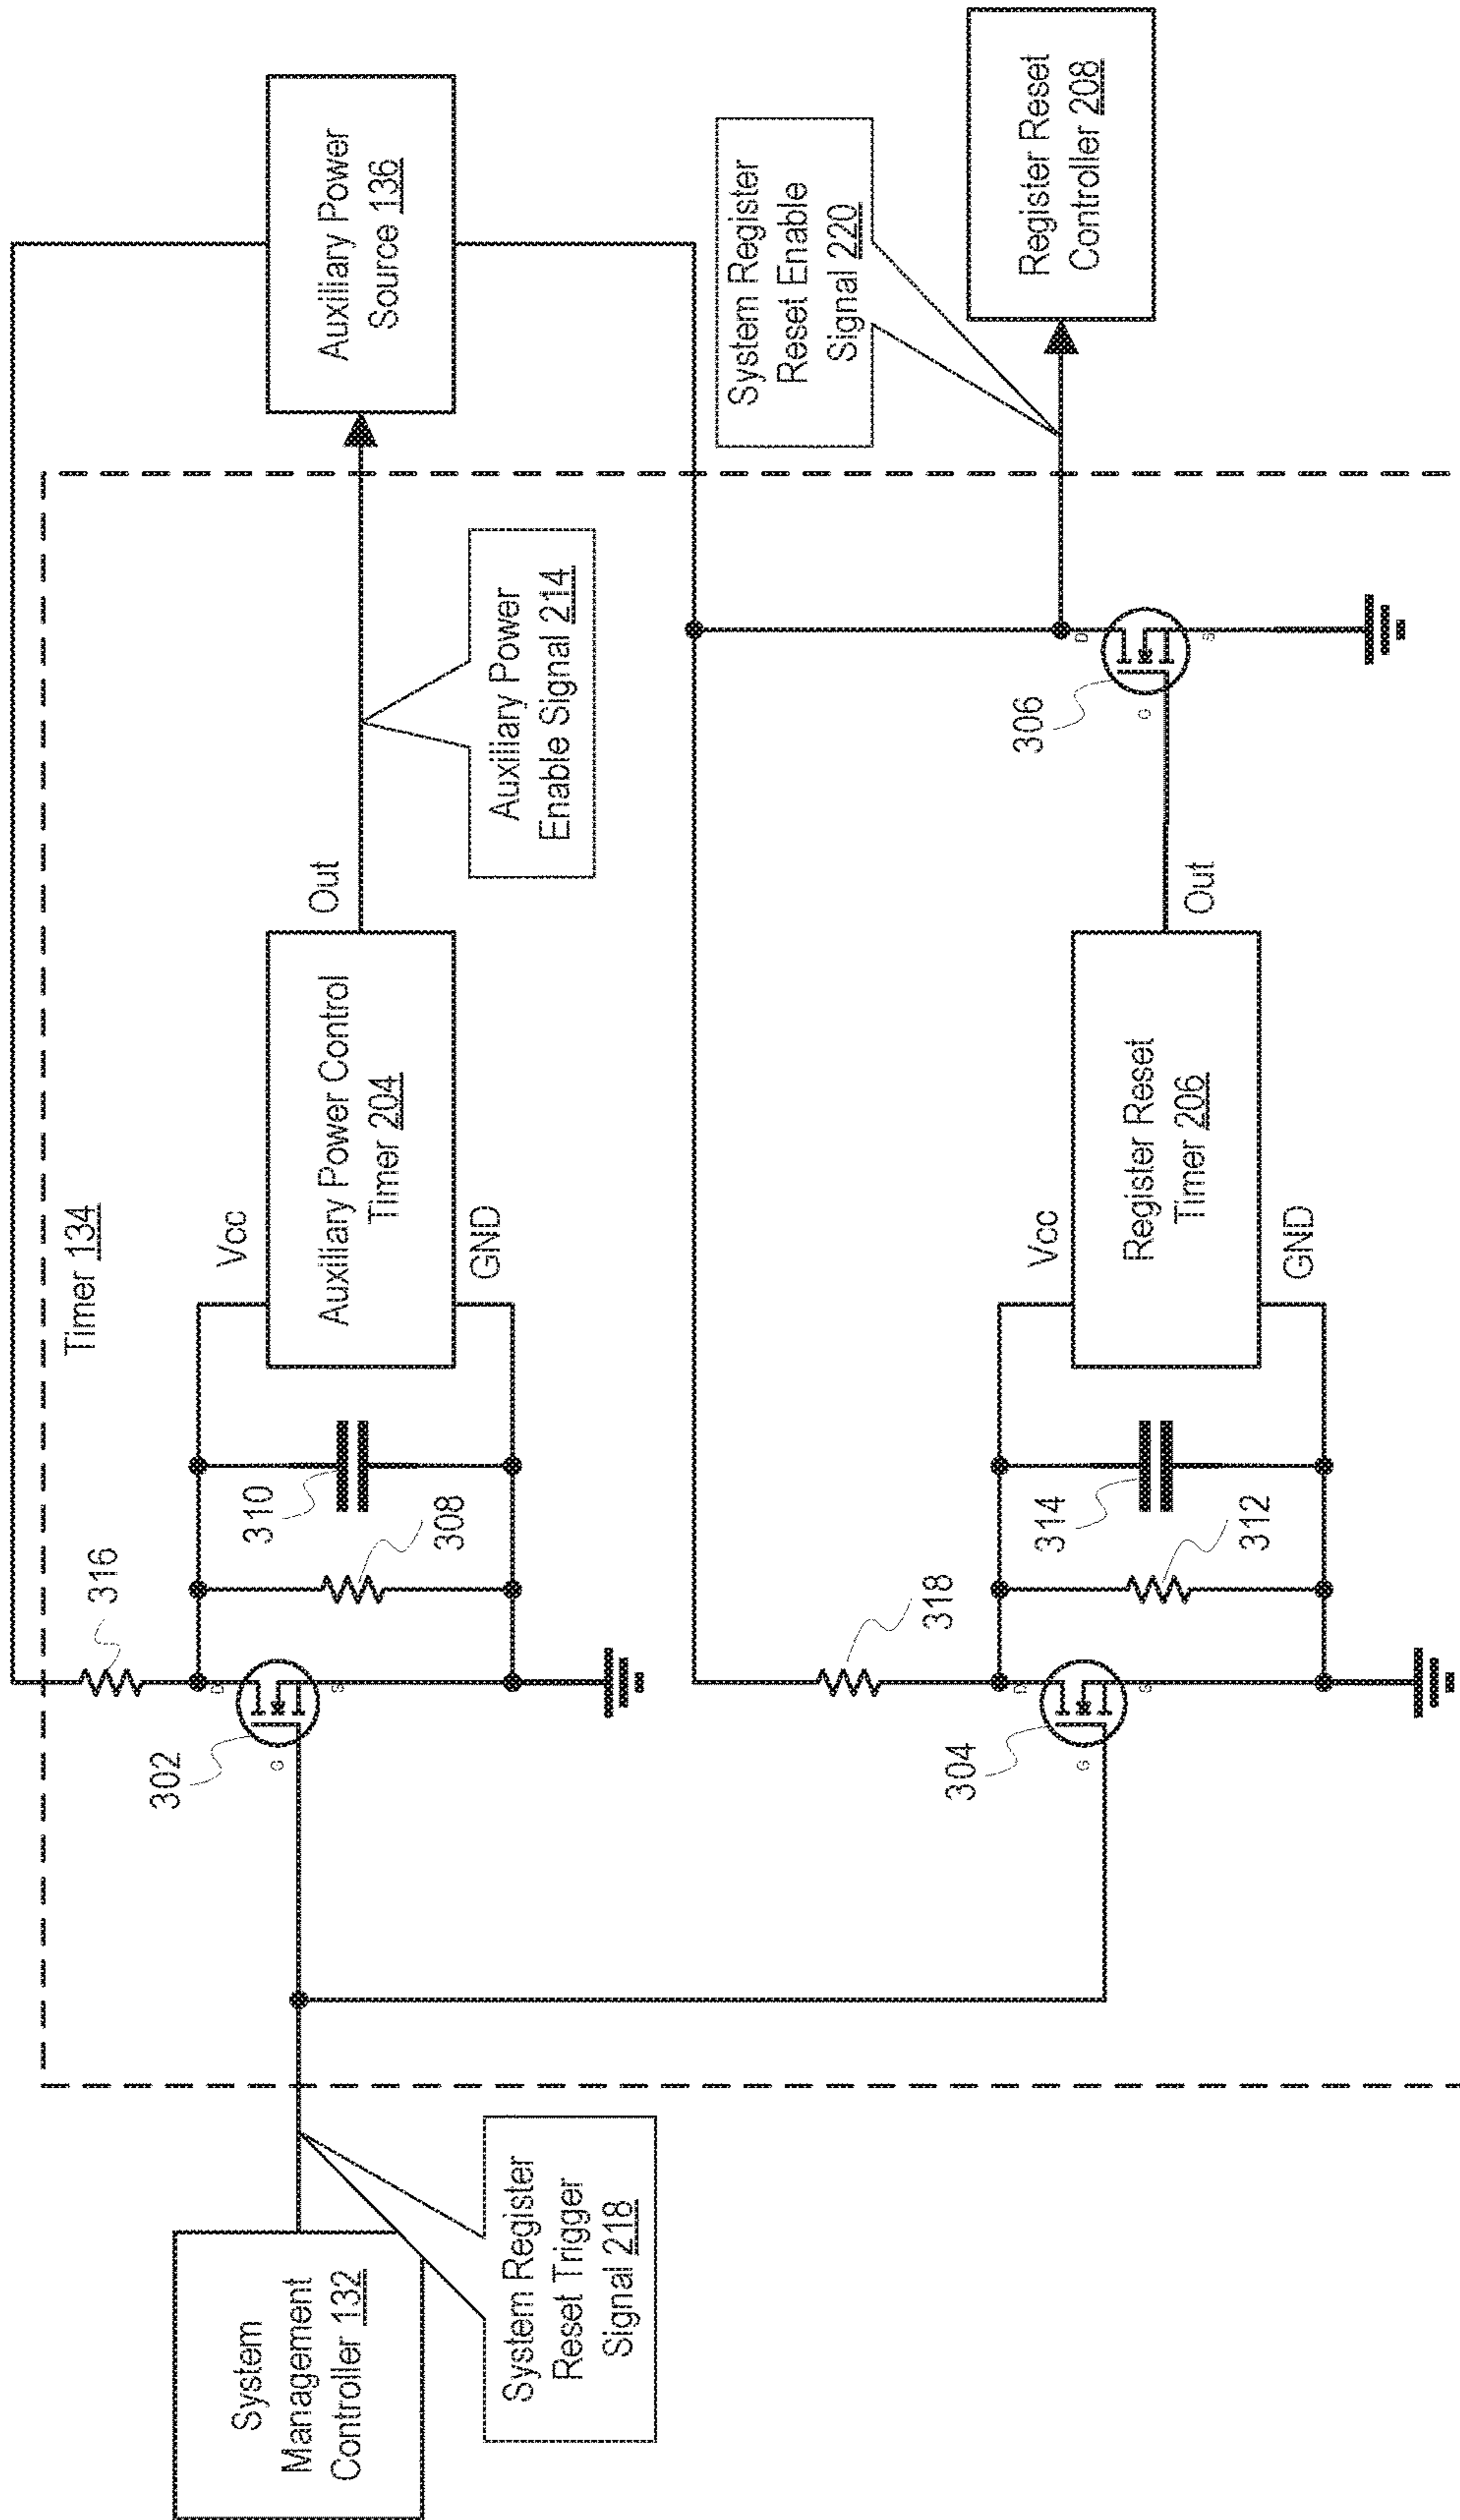 Timer 134
System
Management
Controller 132
System Register
Reset Trigger
Signal 218
302
G
D
S
316
308
310
Vcc
GND
Auxiliary Power Control
Timer 204
Out
Auxiliary Power
Enable Signal 214
Auxiliary Power
Source 136
304
G
D
S
318
312
314
Vcc
GND
Register Reset
Timer 206
Out
306
G
D
S
System Register
Reset Enable
Signal 220
Register Reset
Controller 208